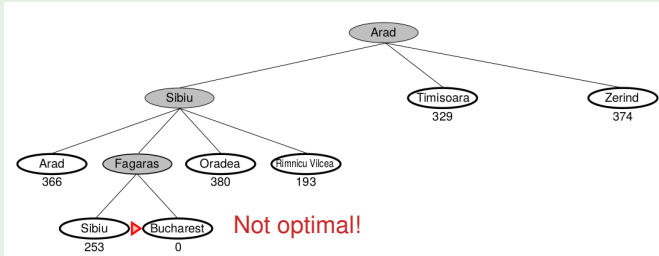 Arad
Sibiu
Timisoara
Zerind
329
374
Arad
Fagaras
Oradea
Rimnicu Vilcea
366
380
193
Sibiu
Bucharest
Not optimal!
253
0